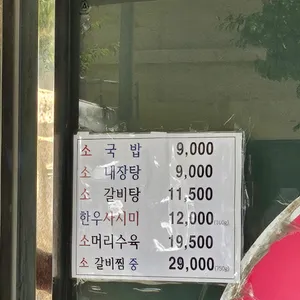 소 국밥 9,000
소 내장탕 9,000
소 갈비탕 11,500
한우사시미 12,000
소머리수육 19,500
소 갈비찜 중 29,000(750g)